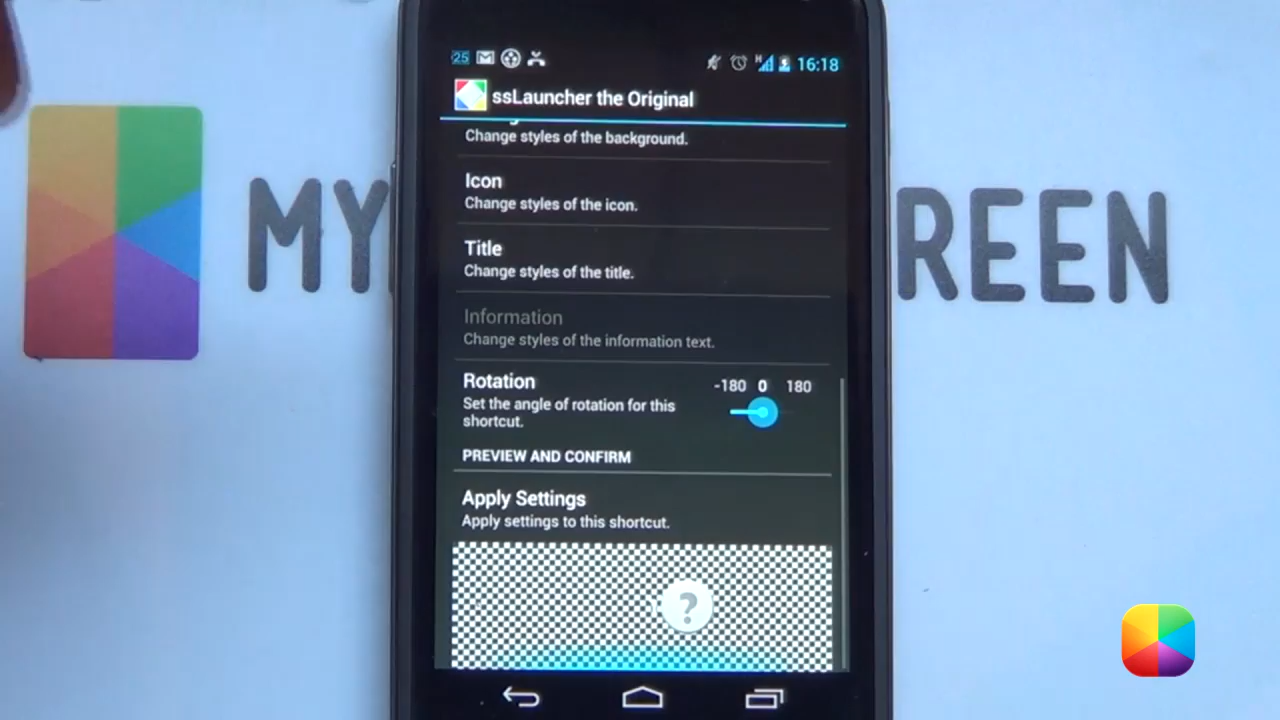 25
16:18
ssLauncher the Original
Change styles of the background.
Icon
Change styles of the icon.
MY
REEN
Title
Change styles of the title.
Information
Change styles of the information text.
Rotation
-180 0 180
Set the angle of rotation for this
shortcut.
PREVIEW AND CONFIRM
Apply Settings
Apply settings to this shortcut.
?